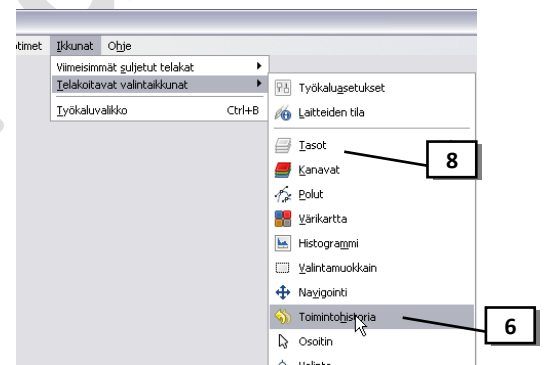 Ikkunat Ohje
Viimeisimmät suljetut telakat
Telakoitavat valintaikkunat
Työkaluvalikko Ctrl+B
Työkaluasetukset
Laitteiden tila
Tasot
8
Kanavat
Polut
Värikartta
Histogrammi
Valintamuokkain
Navigointi
Toimintohistoria
6
Osoitin